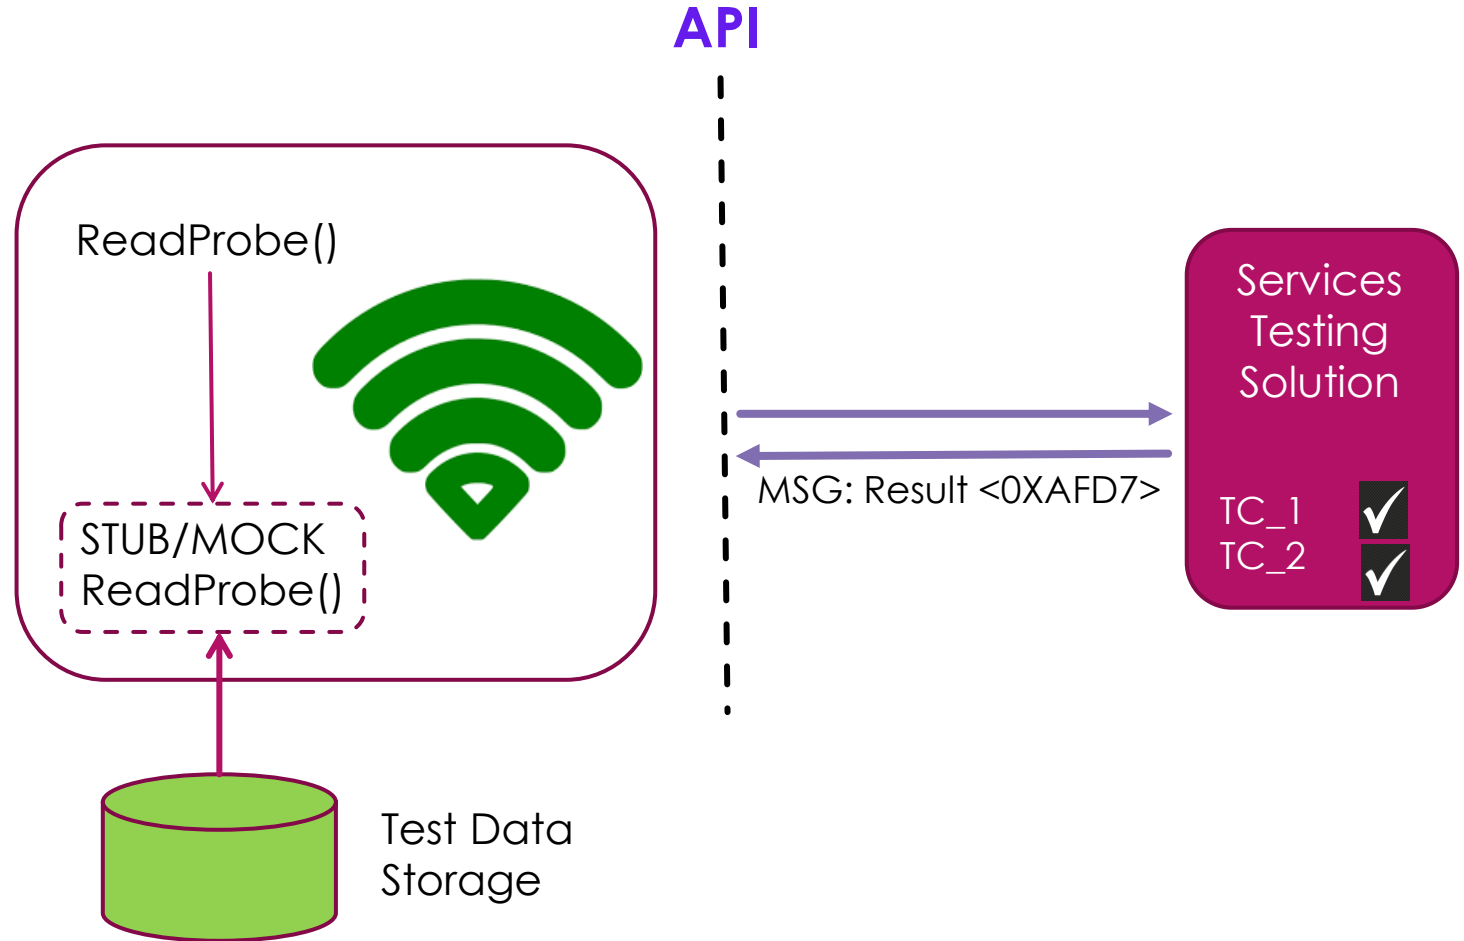 API
ReadProbe()
STUB/MOCK
ReadProbe()
Test Data
Storage
MSG: Result <0XAFD7>
Services
Testing
Solution
TC_1
TC_2